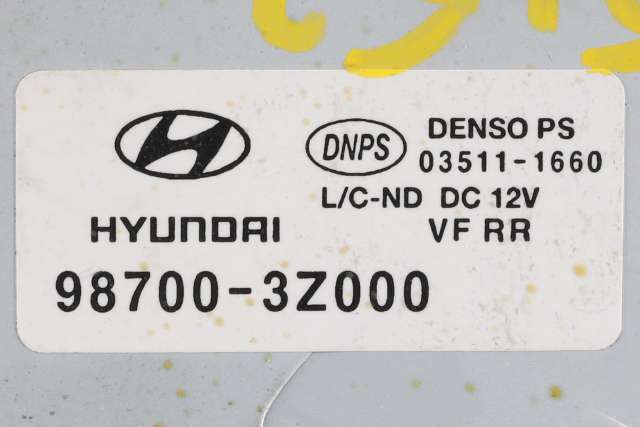 HYUNDAI
DNPS
DENSO PS
03511-1660
L/C-ND DC 12V
VF RR
98700-3Z000